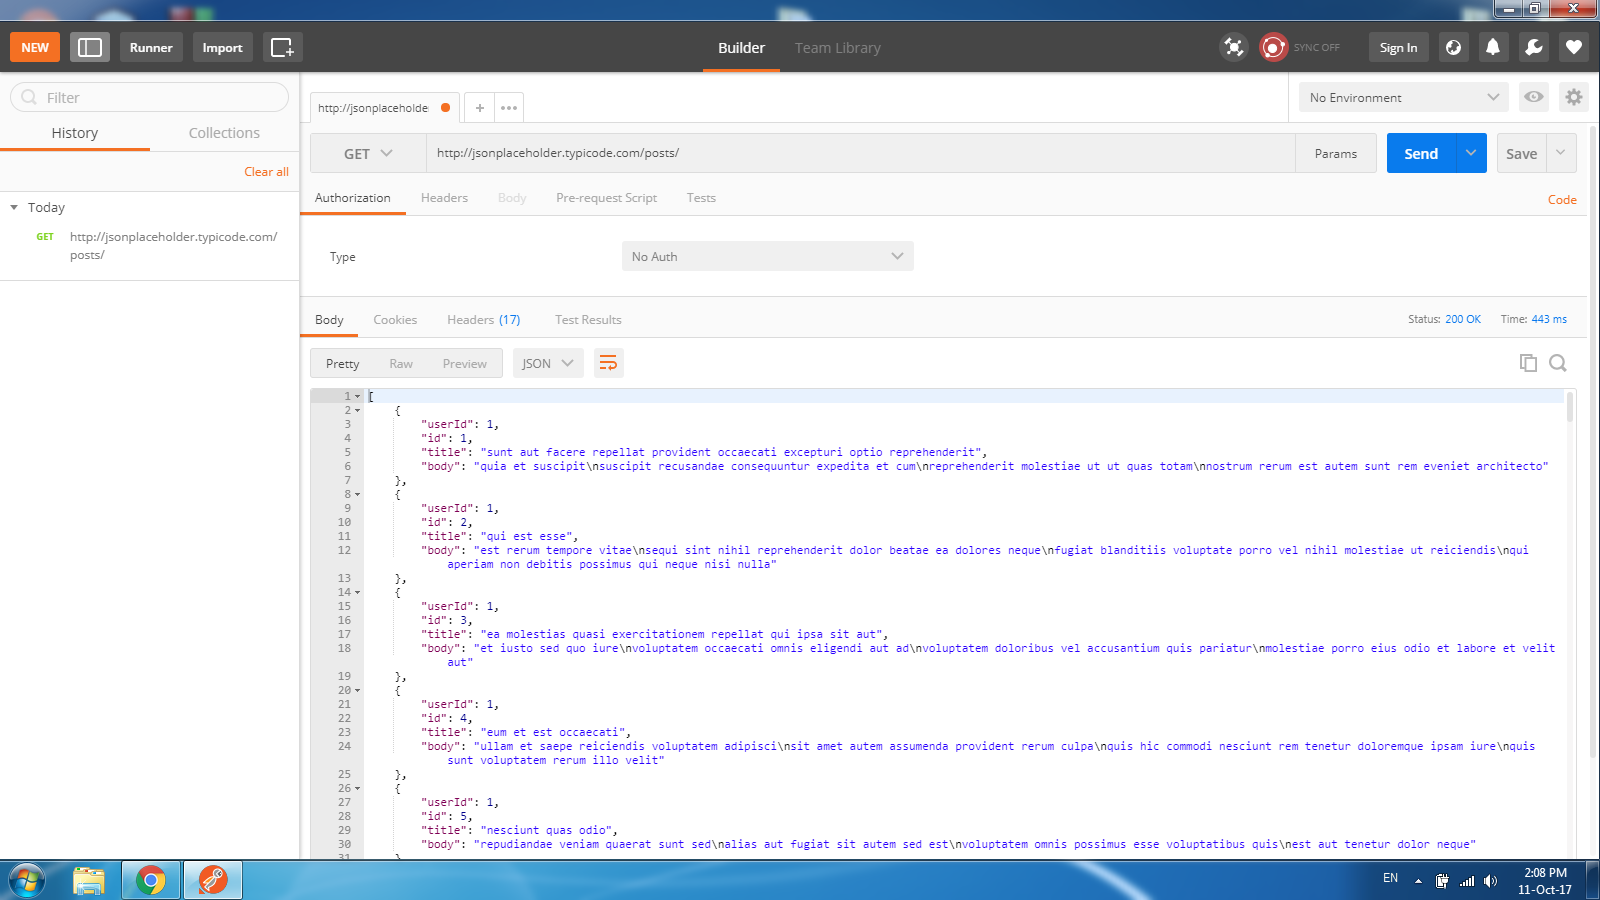 NEW
Runner
Import
Builder
Team Library
SYNC OFF
Sign In
Filter
History
Collections
Clear all
Today
GET
http://jsonplaceholder.typicode.com/
posts/
http://jsonplaceholde
+
No Environment
GET
http://jsonplaceholder.typicode.com/posts/
Params
Send
Save
Authorization
Headers
Body
Pre-request Script
Tests
Code
Type
No Auth
Body
Cookies
Headers (17)
Test Results
Status: 200 OK
Time: 443 ms
Pretty
Raw
Preview
JSON
1 [
2 {
3 "userId": 1,
4 "id": 1,
5 "title": "sunt aut facere repellat provident occaecati excepturi optio reprehenderit",
6 "body": "quia et suscipit\nsuscipit recusandae consequuntur expedita et cum\nreprehenderit molestiae ut ut quas totam\nnostrum rerum est autem sunt rem eveniet architecto"
7 },
8 {
9 "userId": 1,
10 "id": 2,
11 "title": "qui est esse",
12 "body": "est rerum tempore vitae\nsequi sint nihil reprehenderit dolor beatae ea dolores neque\nfugiat blanditiis voluptate porro vel nihil molestiae ut reiciendis\nqui
aperiam non debitis possimus qui neque nisi nulla"
13 },
14 {
15 "userId": 1,
16 "id": 3,
17 "title": "ea molestias quasi exercitationem repellat qui ipsa sit aut",
18 "body": "et iusto sed quo iure\nvoluptatem occaecati omnis eligendi aut ad\nvoluptatem doloribus vel accusantium quis pariatur\nmolestiae porro eius odio et labore et velit
aut"
19 },
20 {
21 "userId": 1,
22 "id": 4,
23 "title": "eum et est occaecati",
24 "body": "ullam et saepe reiciendis voluptatem adipisci\nsit amet autem assumenda provident rerum culpa\nquis hic commodi nesciunt rem tenetur doloremque ipsam iure\nquis
sunt voluptatem rerum illo velit"
25 },
26 {
27 "userId": 1,
28 "id": 5,
29 "title": "nesciunt quas odio",
30 "body": "repudiandae veniam quaerat sunt sed\nalias aut fugiat sit autem sed est\nvoluptatem omnis possimus esse voluptatibus quis\nest aut tenetur dolor neque"
31 }
EN
2:08 PM
11-Oct-17